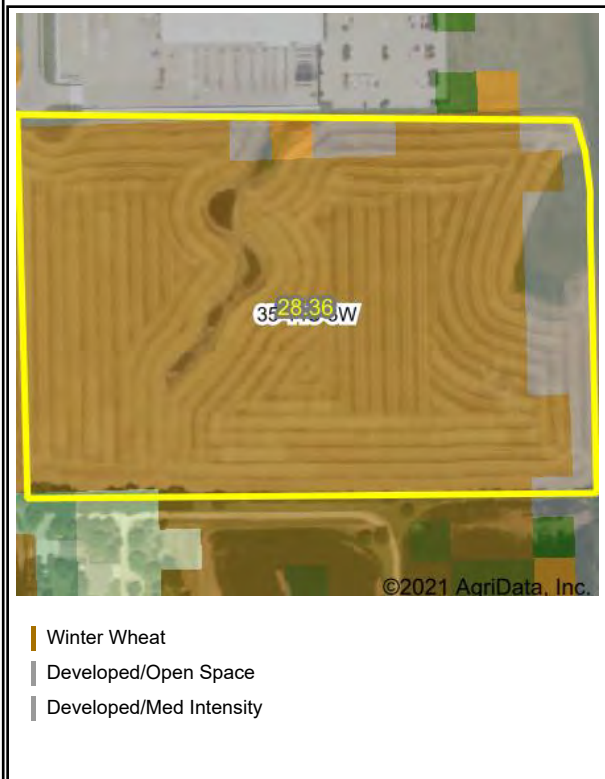 28.36
35
W
©2021 AgriData, Inc.
Winter Wheat
Developed/Open Space
Developed/Med Intensity